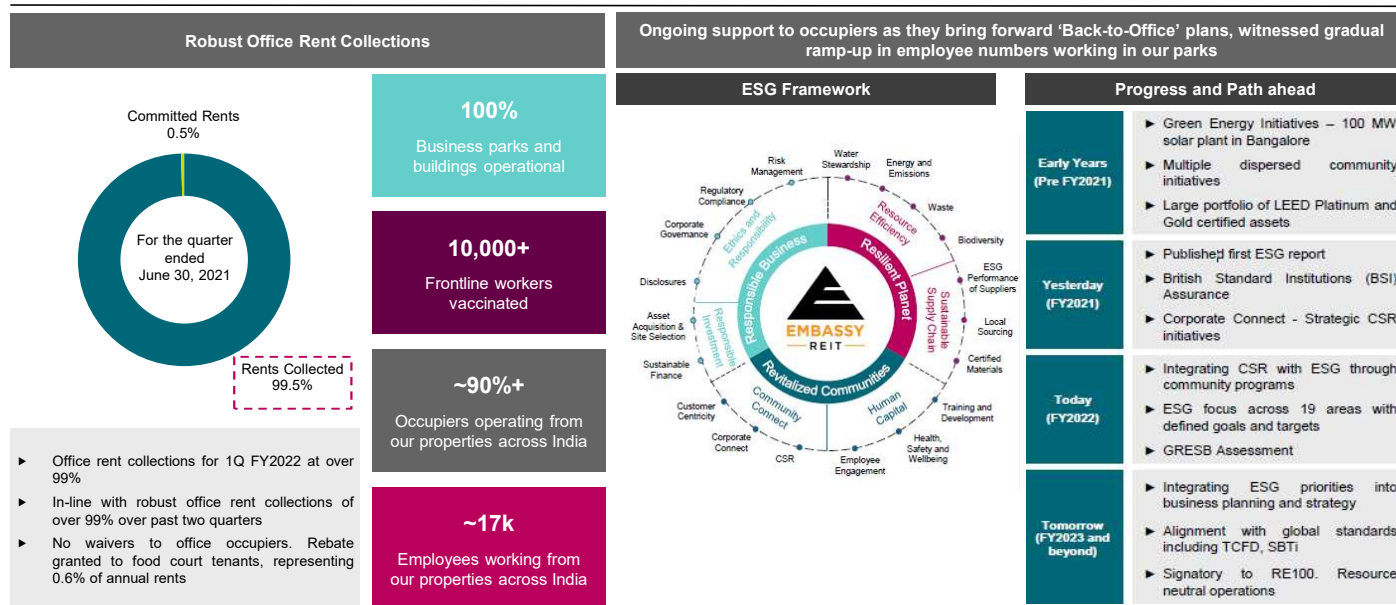 Robust Office Rent Collections
Committed Rents
0.5%
For the quarter
ended
June 30, 2021
Rents Collected
99.5%
► Office rent collections for 1Q FY2022 at over
99%
► In-line with robust office rent collections of
over 99% over past two quarters
► No waivers to office occupiers. Rebate
granted to food court tenants, representing
0.6% of annual rents
100%
Business parks and
buildings operational
10,000+
Frontline workers
vaccinated
~90%+
Occupiers operating from
our properties across India
~17k
Employees working from
our properties across India
Ongoing support to occupiers as they bring forward ‘Back-to-Office’ plans, witnessed gradual
ramp-up in employee numbers working in our parks
ESG Framework
Water
Stewardship
Energy and
Emissions
Waste
Biodiversity
ESG
Performance
of Suppliers
Local
Sourcing
Certified
Materials
Training and
Development
Health,
Safety and
Wellbeing
Employee
Engagement
CSR
Corporate
Connect
Customer
Centricity
Sustainable
Finance
Asset
Acquisition &
Site Selection
Disclosures
Corporate
Governance
Regulatory
Compliance
Risk
Management
Ethics and
Responsibility
Resource
Efficiency
Sustainable
Supply Chain
Human
Capital
Community
Connect
Responsible
Investment
Responsible Business
Resilient Planet
Revitalized Communities
EMBASSY
REIT
Progress and Path ahead
Early Years
(Pre FY2021)
► Green Energy Initiatives – 100 MW
solar plant in Bangalore
► Multiple dispersed community
initiatives
► Large portfolio of LEED Platinum and
Gold certified assets
Yesterday
(FY2021)
► Published first ESG report
► British Standard Institutions (BSI)
Assurance
► Corporate Connect - Strategic CSR
initiatives
Today
(FY2022)
► Integrating CSR with ESG through
community programs
► ESG focus across 19 areas with
defined goals and targets
► GRESB Assessment
Tomorrow
(FY2023 and
beyond)
► Integrating ESG priorities into
business planning and strategy
► Alignment with global standards
including TCFD, SBTi
► Signatory to RE100. Resource
neutral operations